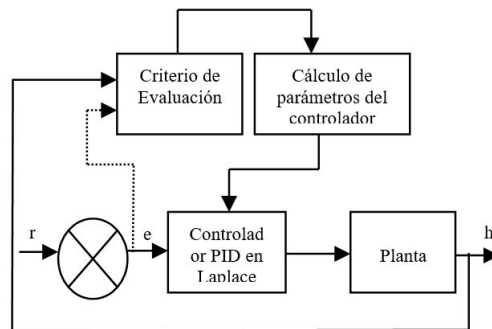 Criterio de
Evaluación
Cálculo de
parámetros del
controlador
r
e
Controlad
or PID en
Laplace
Planta
h